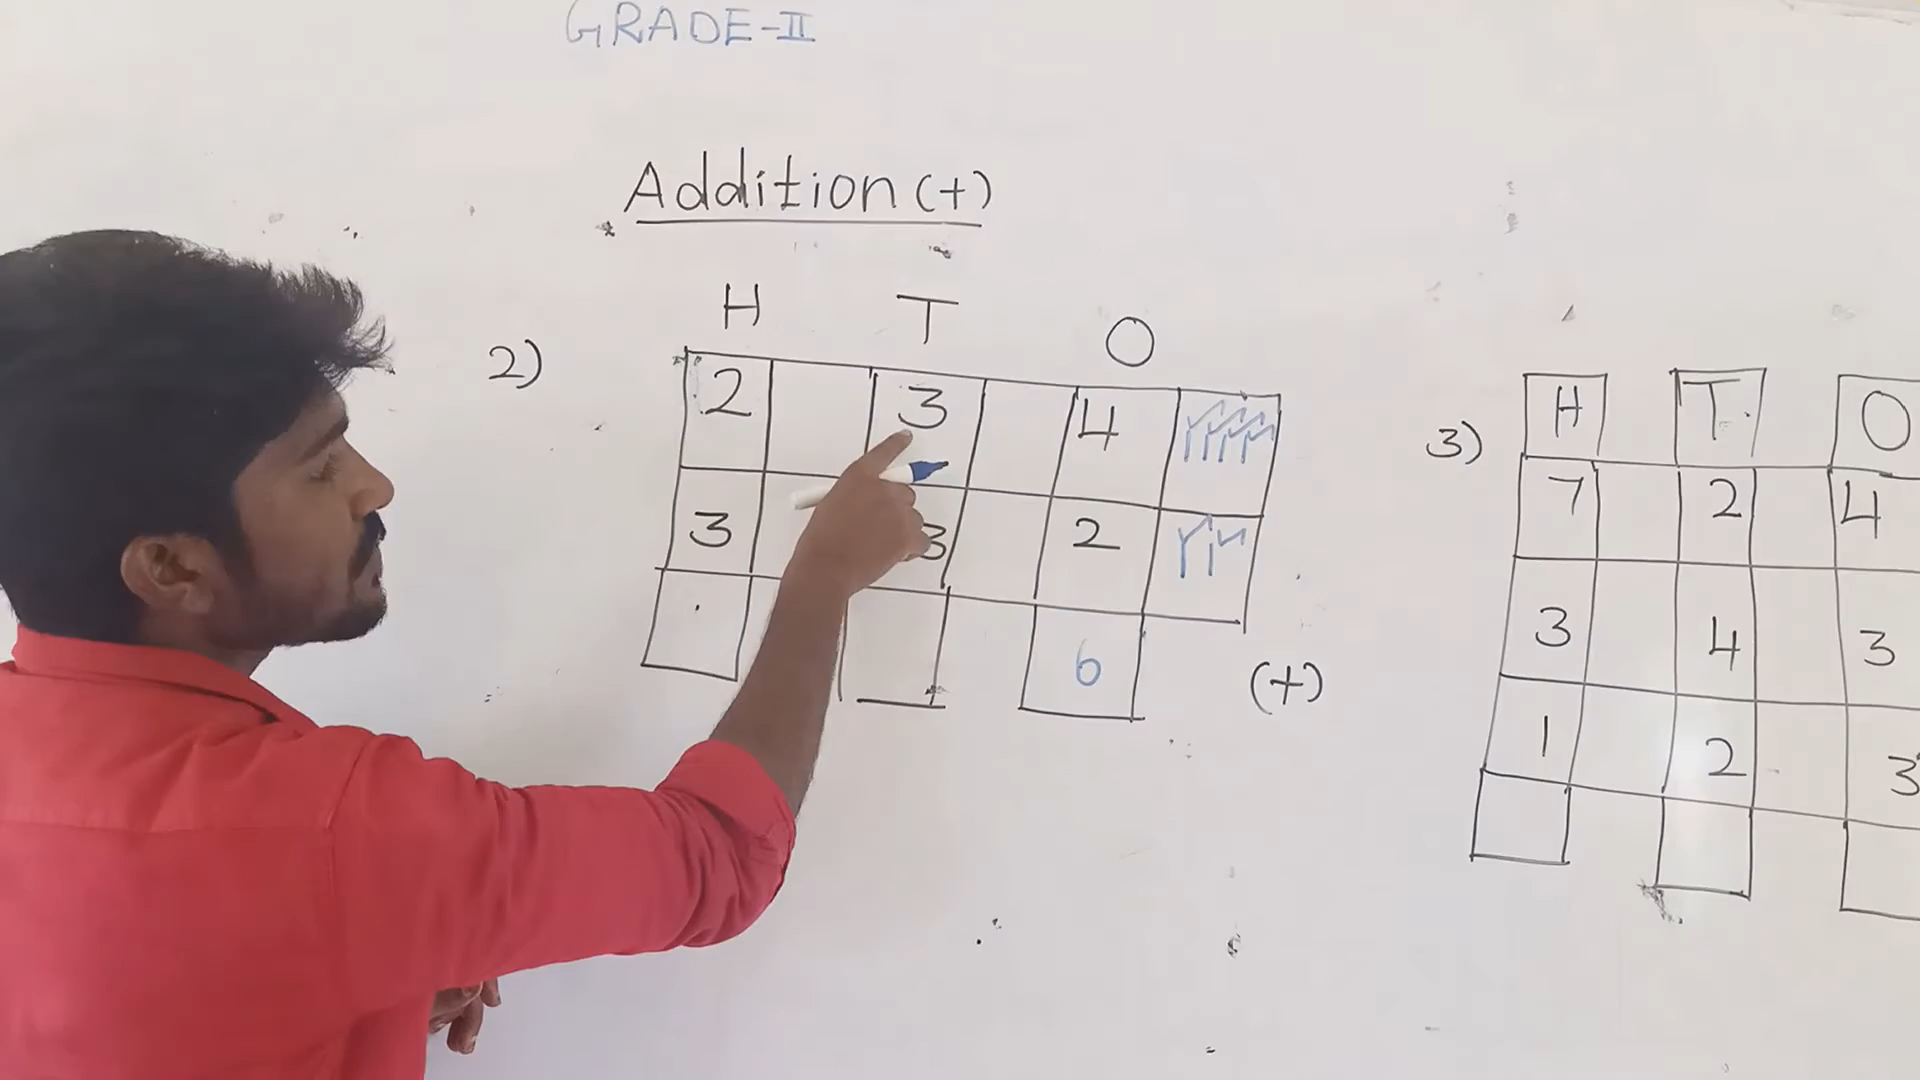 GRADE-II
Addition (+)
H T O
2) 2 3 4
3 3 2
6
(+)
H T O
3) 7 2 4
3 4 3
1 2 3